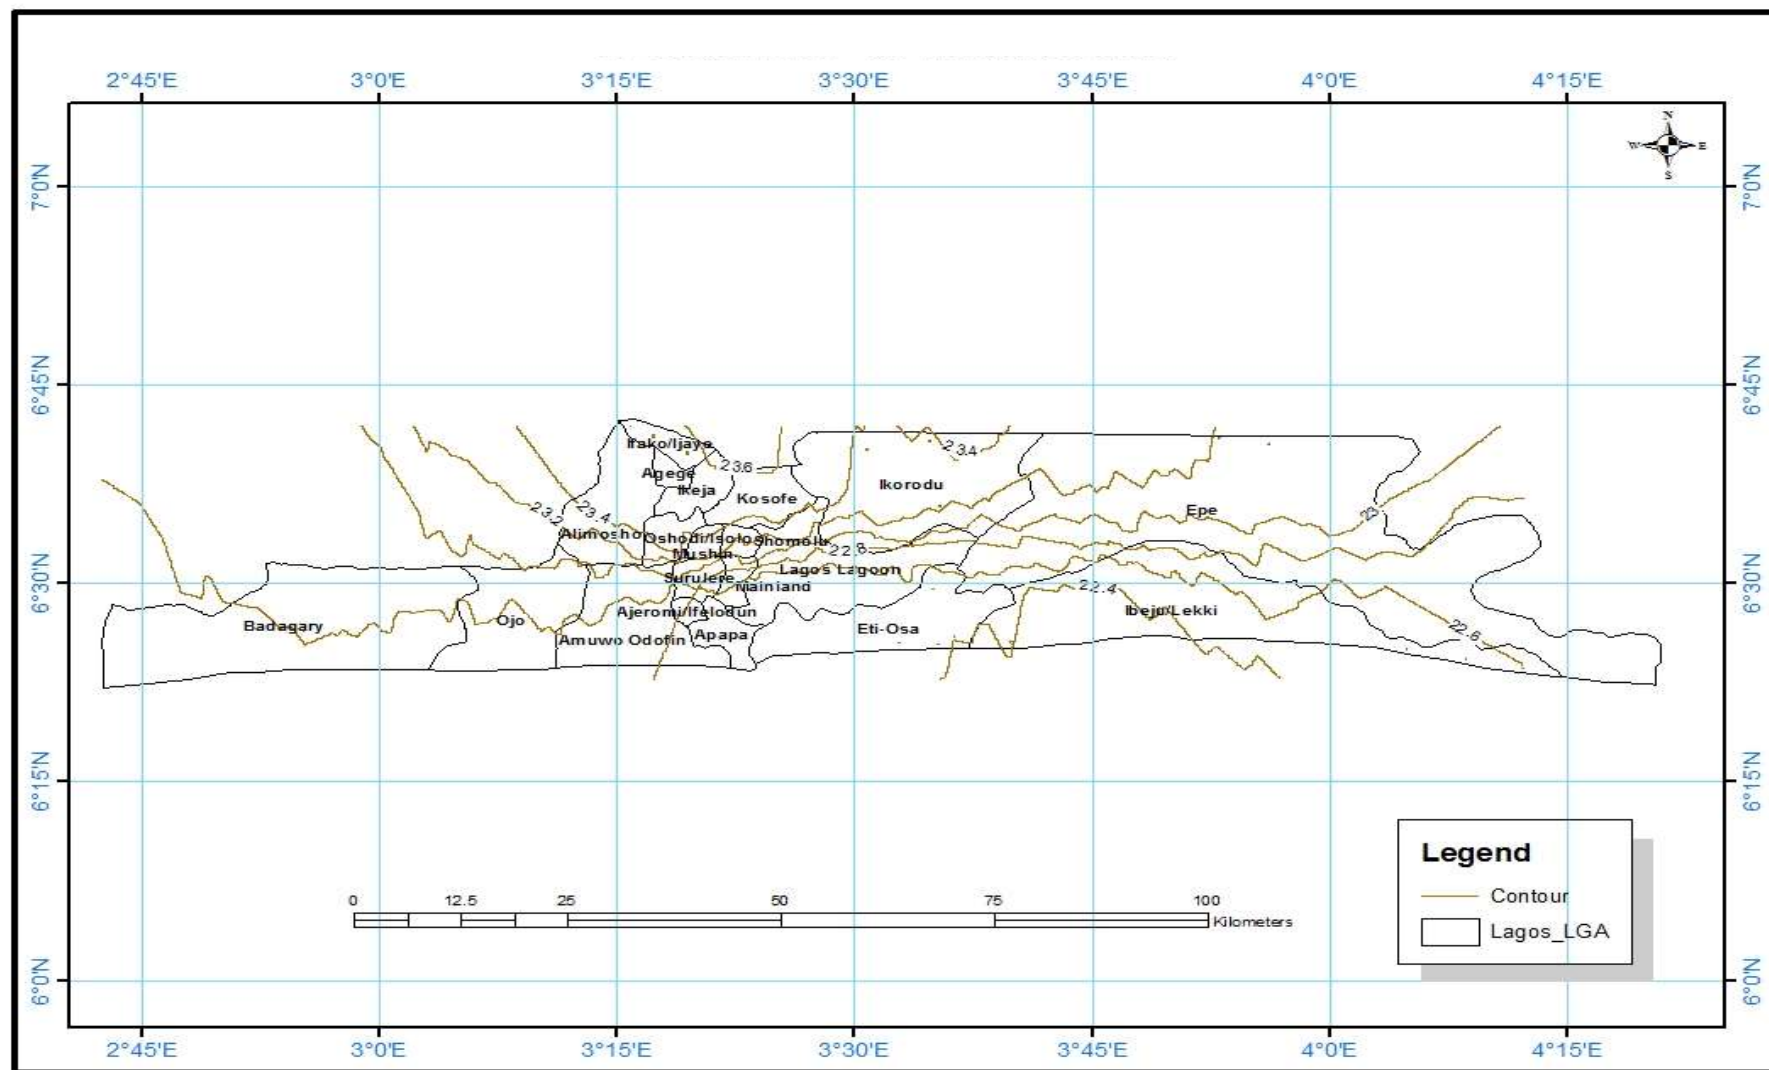 2°45'E 3°0'E 3°15'E 3°30'E 3°45'E 4°0'E 4°15'E
N
W E
S
7°0'N 7°0'N
6°45'N 6°45'N
Ifako/Ijaye
23.4
23.6
Agege
Ikeja
Ikorodu
Kosofe
Epe
23.2
23.4
23
Alimosho
Oshodi/Isolo
Shomolu
22.8
Mushin
Lagos Lagoon
6°30'N 6°30'N
Surulere
Mainland
22.4
Ajeromi/Ifelodun
Ibeju/Lekki
Badagary
Ojo
Eti-Osa
22.6
Apapa
Amuwo Odofin
6°15'N 6°15'N
Legend
Contour
Lagos_LGA
0 12.5 25 50 75 100
Kilometers
6°0'N 6°0'N
2°45'E 3°0'E 3°15'E 3°30'E 3°45'E 4°0'E 4°15'E